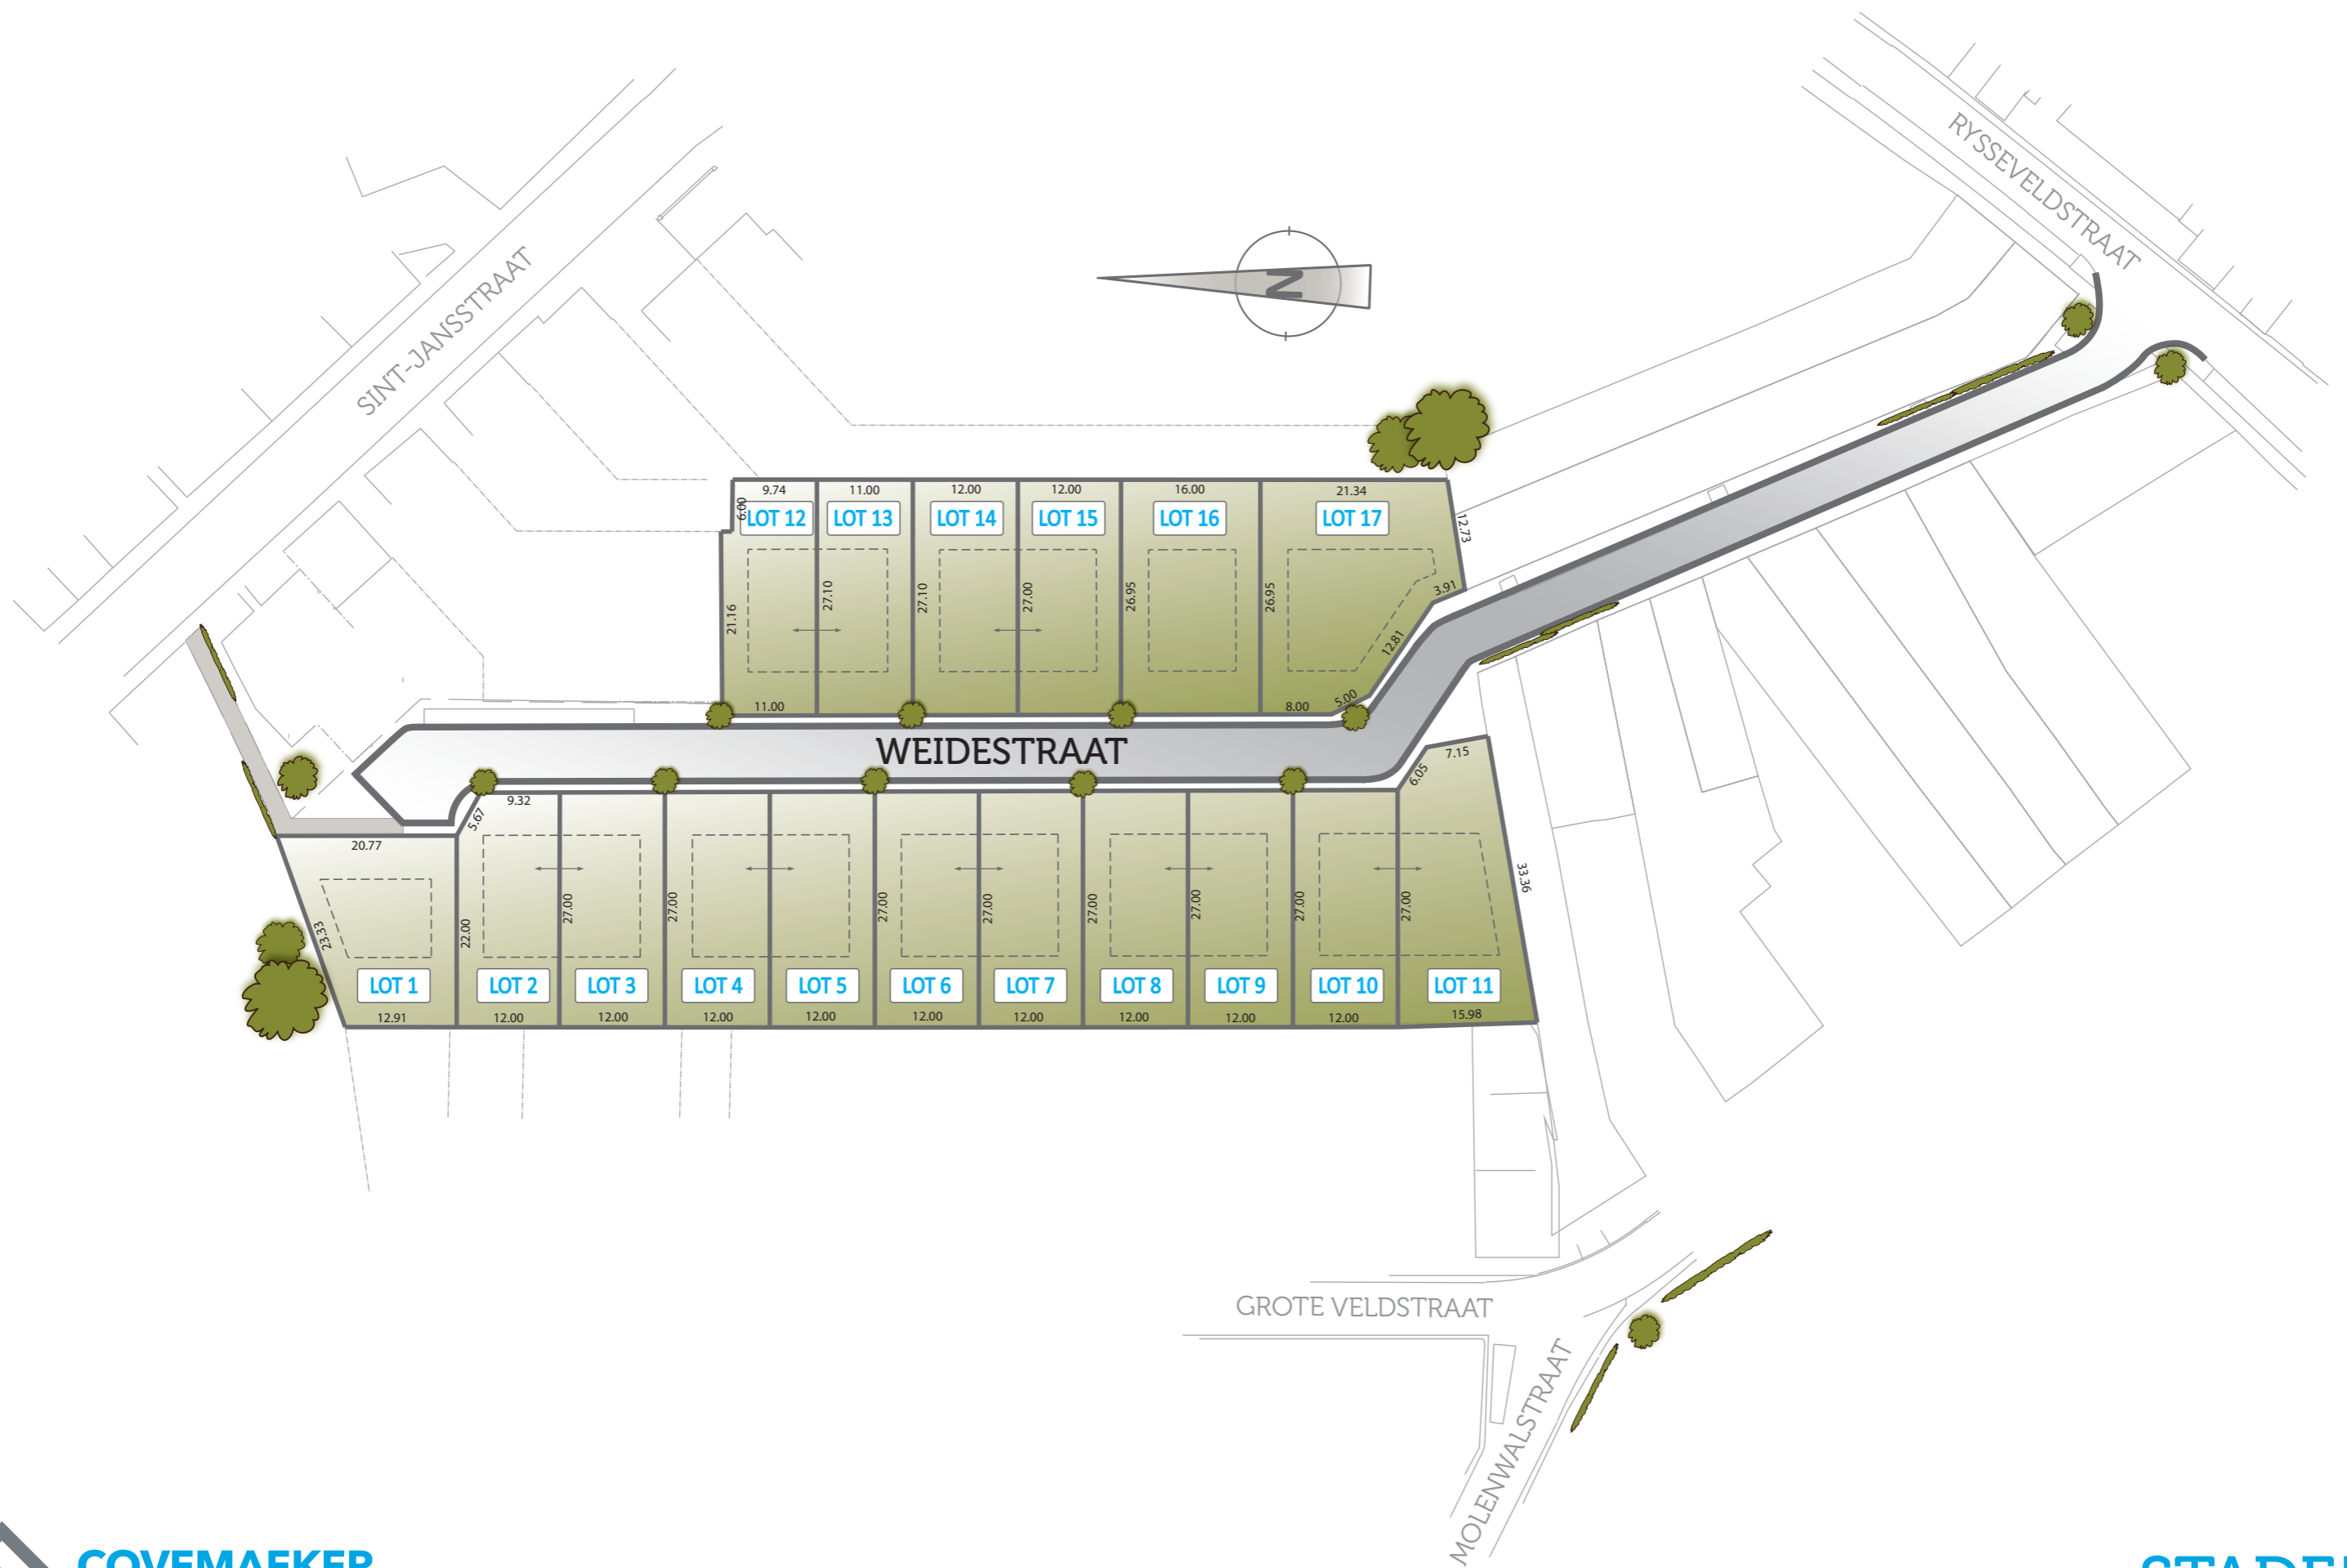 RYSSEVELDSTRAAT
SINT-JANSSTRAAT
N
9.74
11.00
12.00
12.00
16.00
21.34
6.00
LOT 12
LOT 13
LOT 14
LOT 15
LOT 16
LOT 17
12.73
21.16
27.10
27.10
27.00
26.95
26.95
3.91
12.81
11.00
8.00
5.00
WEIDESTRAAT
9.32
5.67
6.05
7.15
20.77
23.33
22.00
27.00
27.00
27.00
27.00
27.00
27.00
27.00
27.00
33.36
LOT 1
LOT 2
LOT 3
LOT 4
LOT 5
LOT 6
LOT 7
LOT 8
LOT 9
LOT 10
LOT 11
12.91
12.00
12.00
12.00
12.00
12.00
12.00
12.00
12.00
12.00
15.98
GROTE VELDSTRAAT
MOLENWALSTRAAT
COVEMAEKER